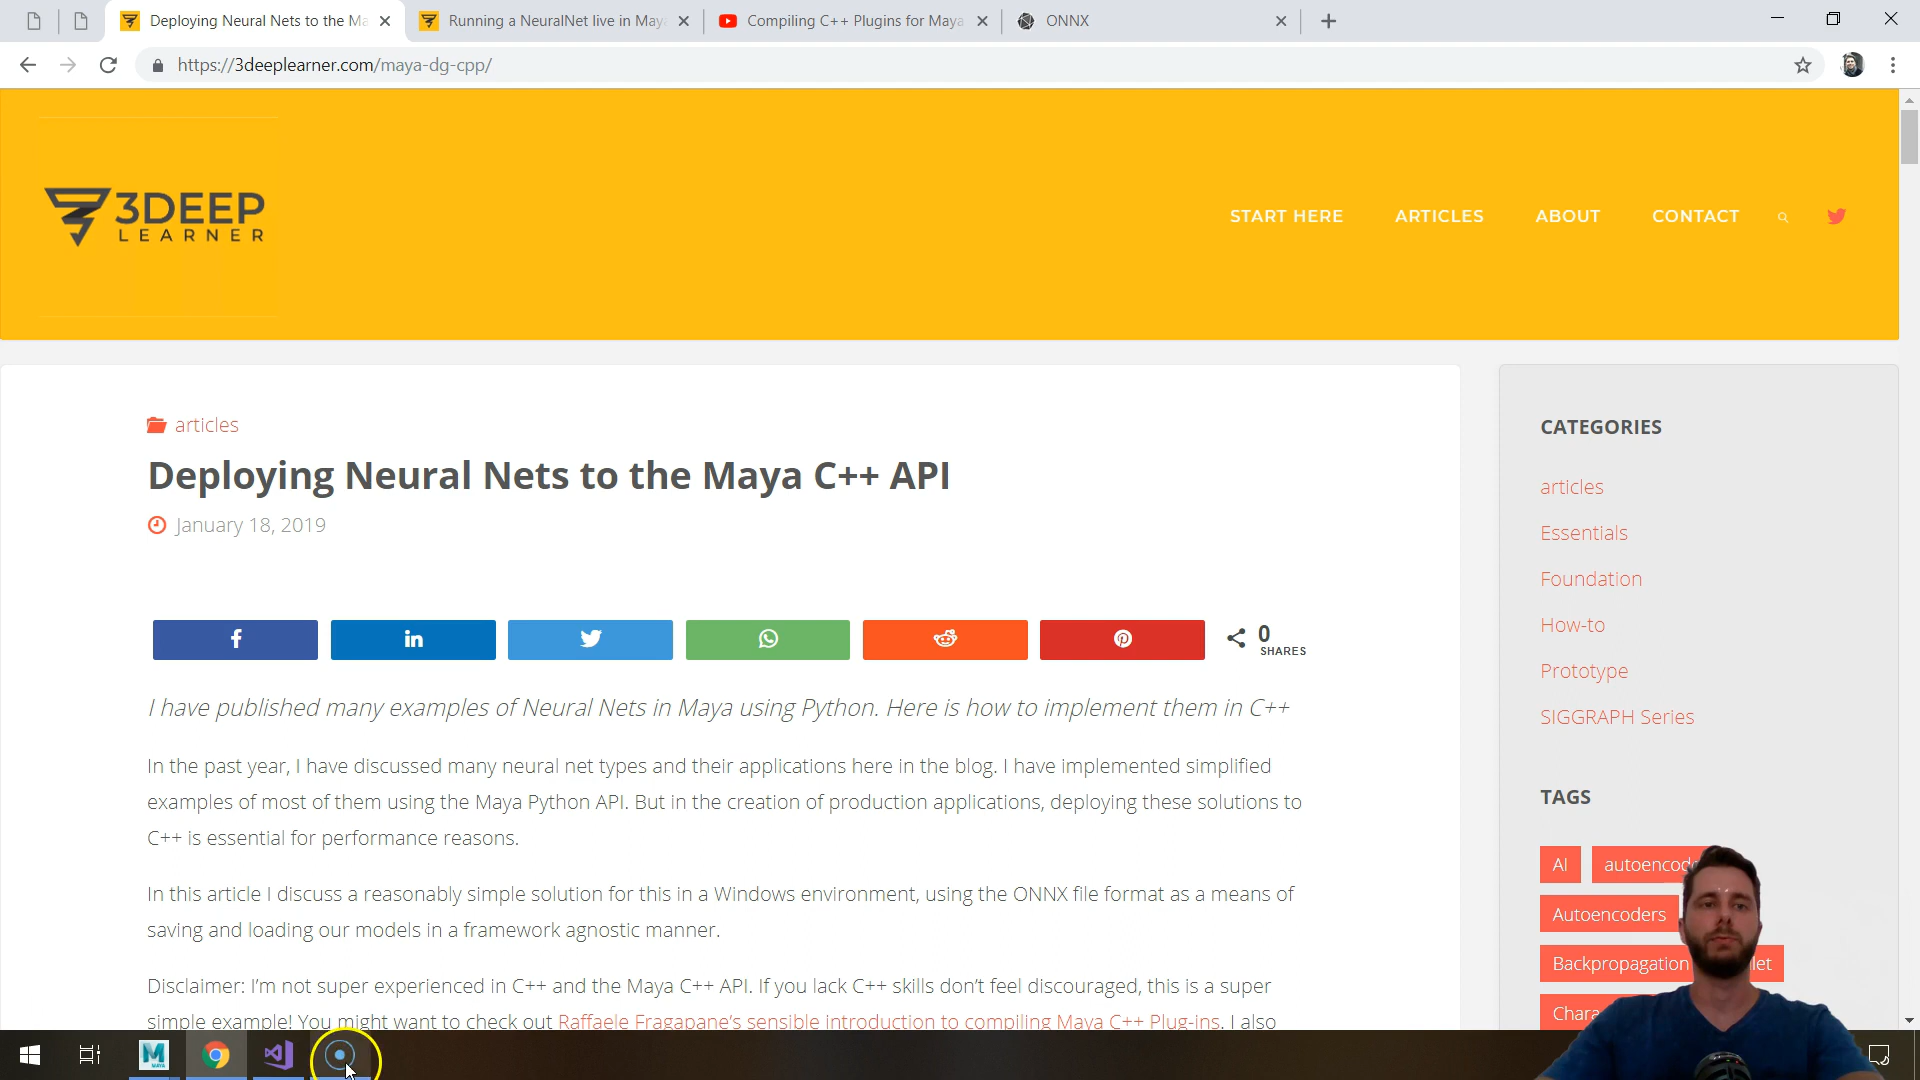 Deploying Neural Nets to the Ma
Running a NeuralNet live in May
Compiling C++ Plugins for Maya
ONNX
https://3deeplearner.com/maya-dg-cpp/
3DEEP
LEARNER
START HERE
ARTICLES
ABOUT
CONTACT
articles
Deploying Neural Nets to the Maya C++ API
January 18, 2019
0
SHARES
I have published many examples of Neural Nets in Maya using Python. Here is how to implement them in C++
In the past year, I have discussed many neural net types and their applications here in the blog. I have implemented simplified
examples of most of them using the Maya Python API. But in the creation of production applications, deploying these solutions to
C++ is essential for performance reasons.
In this article I discuss a reasonably simple solution for this in a Windows environment, using the ONNX file format as a means of
saving and loading our models in a framework agnostic manner.
Disclaimer: I'm not super experienced in C++ and the Maya C++ API. If you lack C++ skills don't feel discouraged, this is a super
simple example! You might want to check out Raffaele Fragapane's sensible introduction to compiling Maya C++ Plug-ins. I also
CATEGORIES
articles
Essentials
Foundation
How-to
Prototype
SIGGRAPH Series
TAGS
AI
autoencod
Autoencoders
Backpropagation
let
Chara
M
MAYA